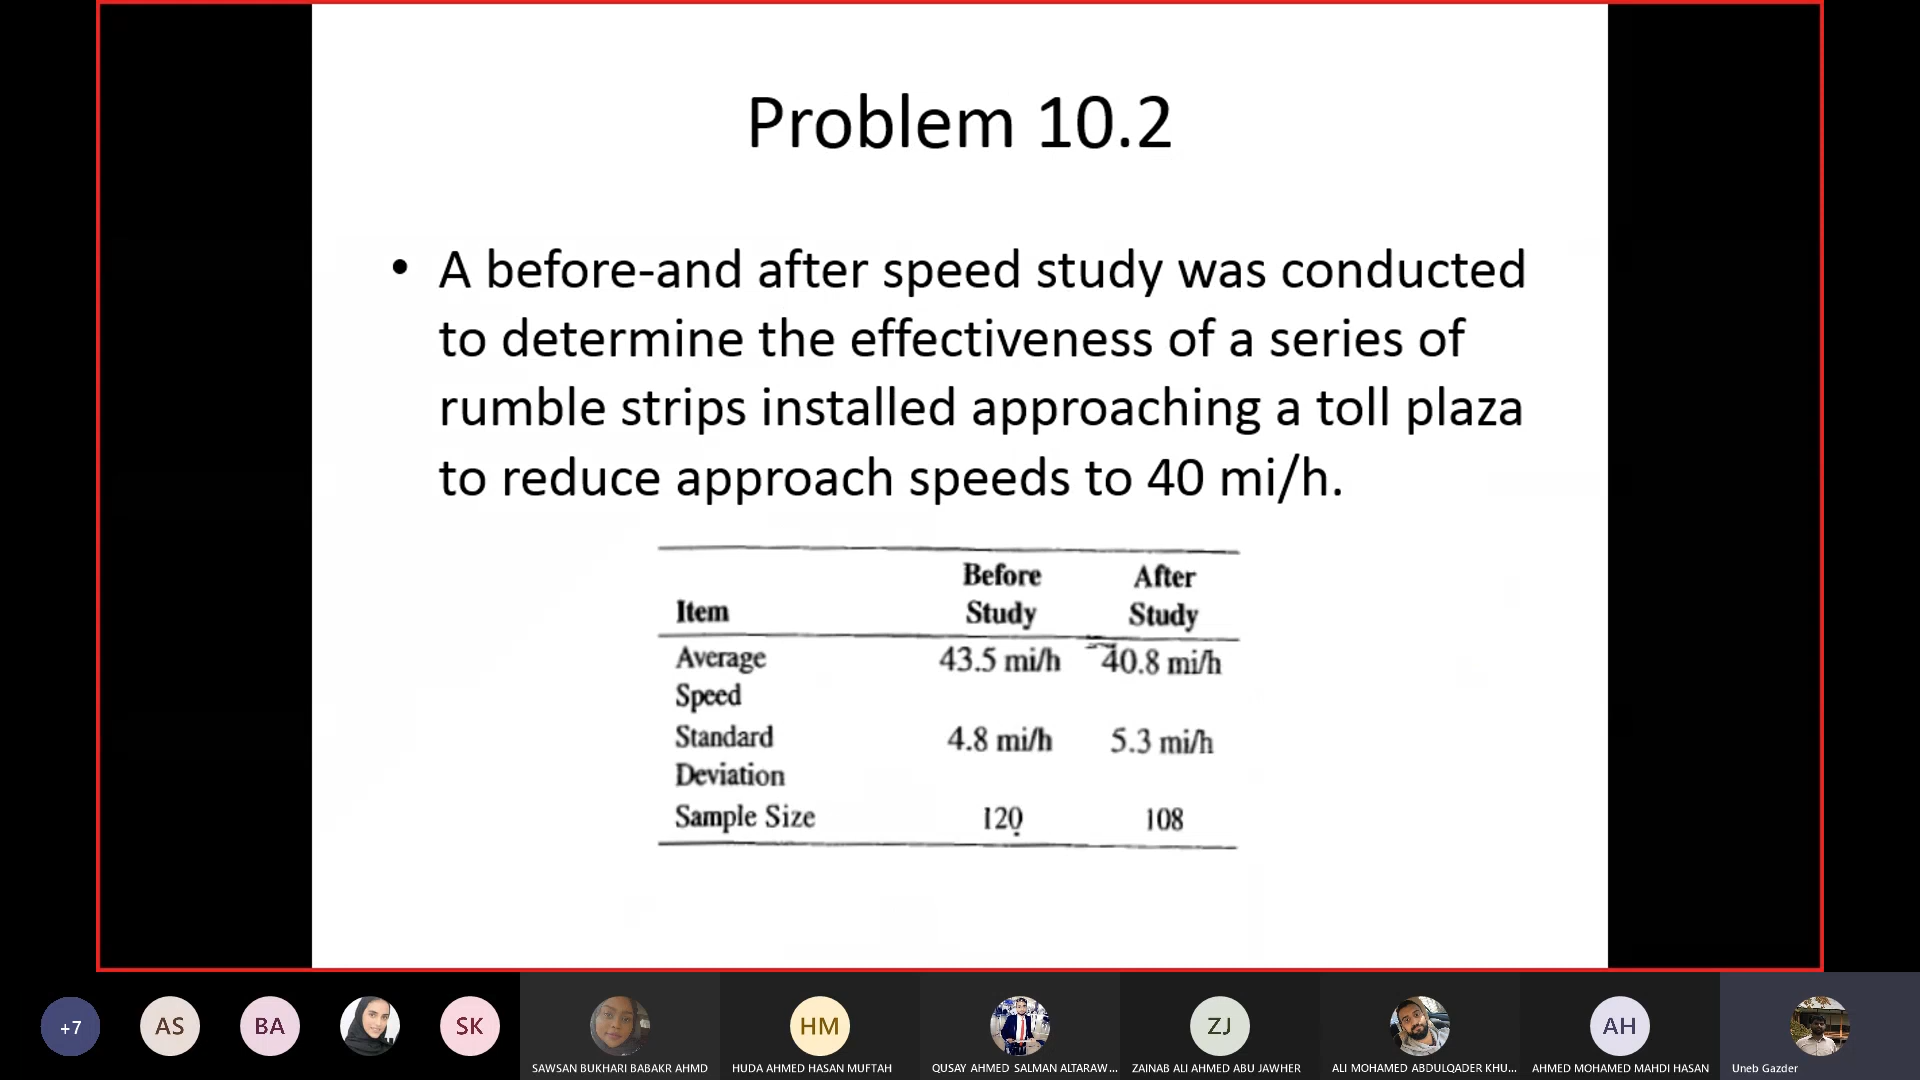 Problem 10.2
• A before-and after speed study was conducted
to determine the effectiveness of a series of
rumble strips installed approaching a toll plaza
to reduce approach speeds to 40 mi/h.
Before After
Item Study Study
Average 43.5 mi/h 40.8 mi/h
Speed
Standard 4.8 mi/h 5.3 mi/h
Deviation
Sample Size 120 108
+7 AS BA SK HM ZJ AH
SAWSAN BUKHARI BABAKR AHMD HUDA AHMED HASAN MUFTAH QUSAY AHMED SALMAN ALTARAW... ZAINAB ALI AHMED ABU JAWHER ALI MOHAMED ABDULQADER KHU... AHMED MOHAMED MAHDI HASAN Uneb Gazder